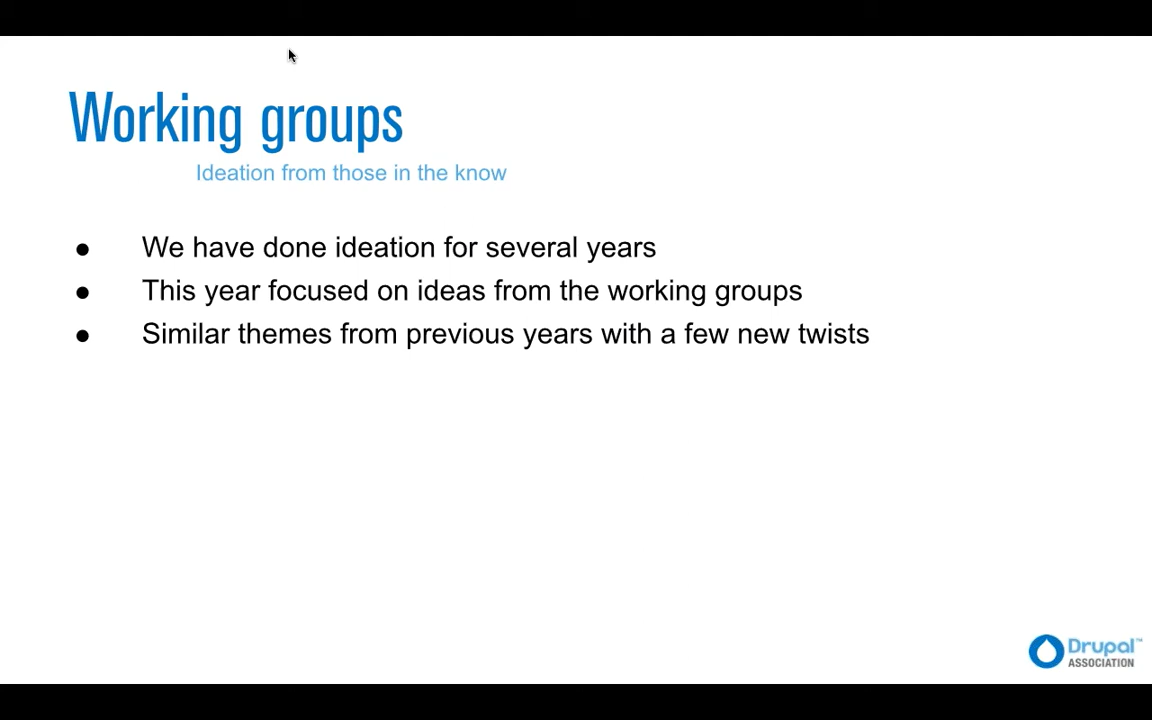 Working groups
Ideation from those in the know
● We have done ideation for several years
● This year focused on ideas from the working groups
● Similar themes from previous years with a few new twists
Drupal™
ASSOCIATION